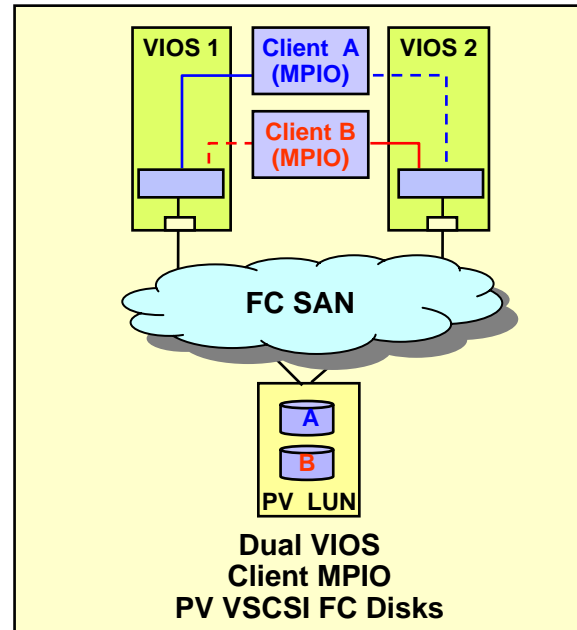 VIOS 1
Client A
(MPIO)
VIOS 2
Client B
(MPIO)
FC SAN
A
B
PV LUN
Dual VIOS
Client MPIO
PV VSCSI FC Disks